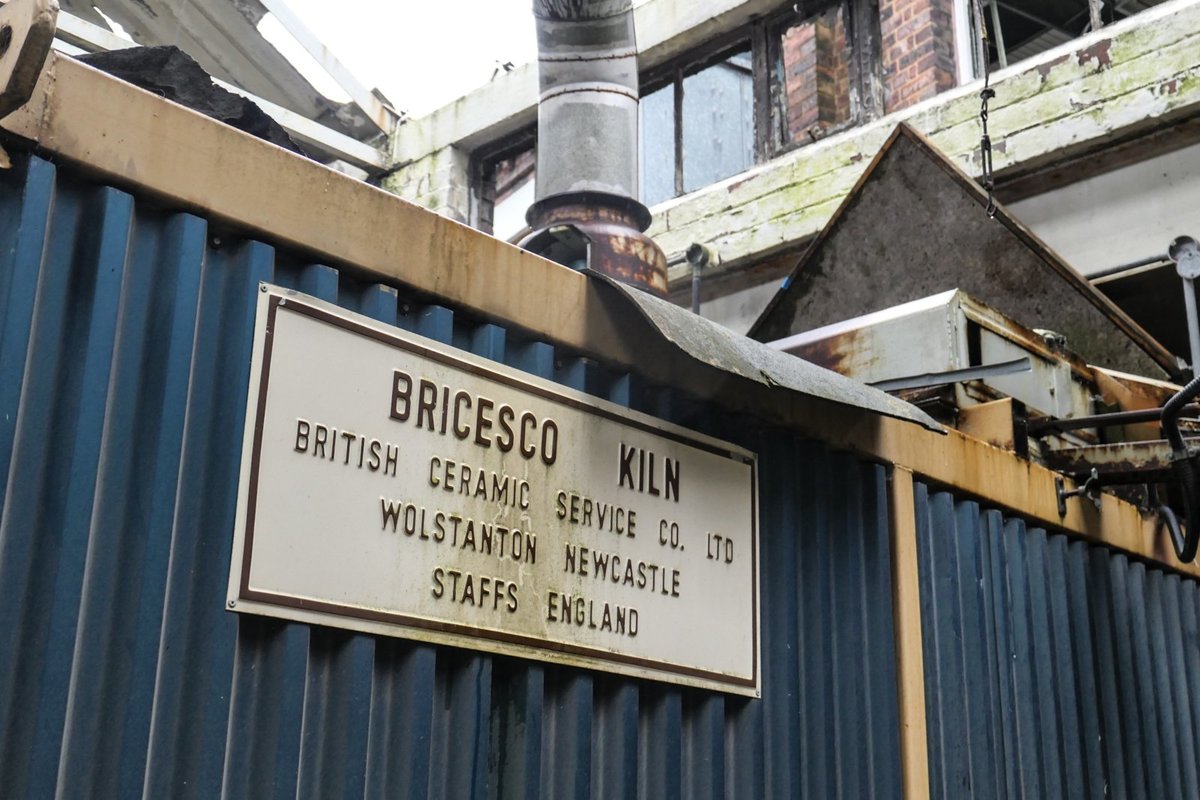 BRICESCO KILN
BRITISH CERAMIC SERVICE CO. LTD
WOLSTANTON NEWCASTLE
STAFFS ENGLAND